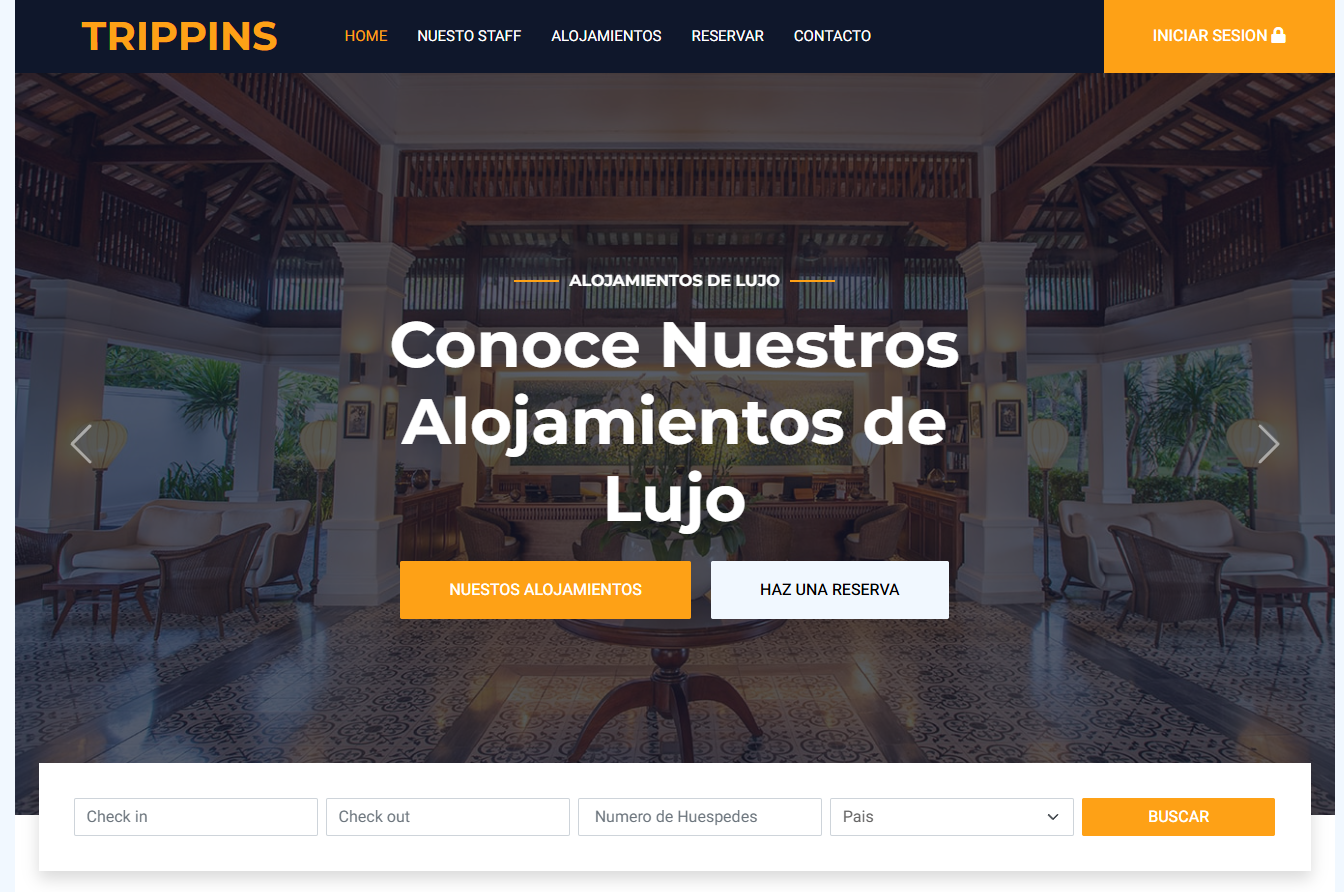 TRIPPINS
HOME NUESTO STAFF ALOJAMIENTOS RESERVAR CONTACTO
INICIAR SESION
ALOJAMIENTOS DE LUJO
Conoce Nuestros
Alojamientos de
Lujo
NUESTOS ALOJAMIENTOS
HAZ UNA RESERVA
Check in
Check out
Numero de Huespedes
Pais
BUSCAR